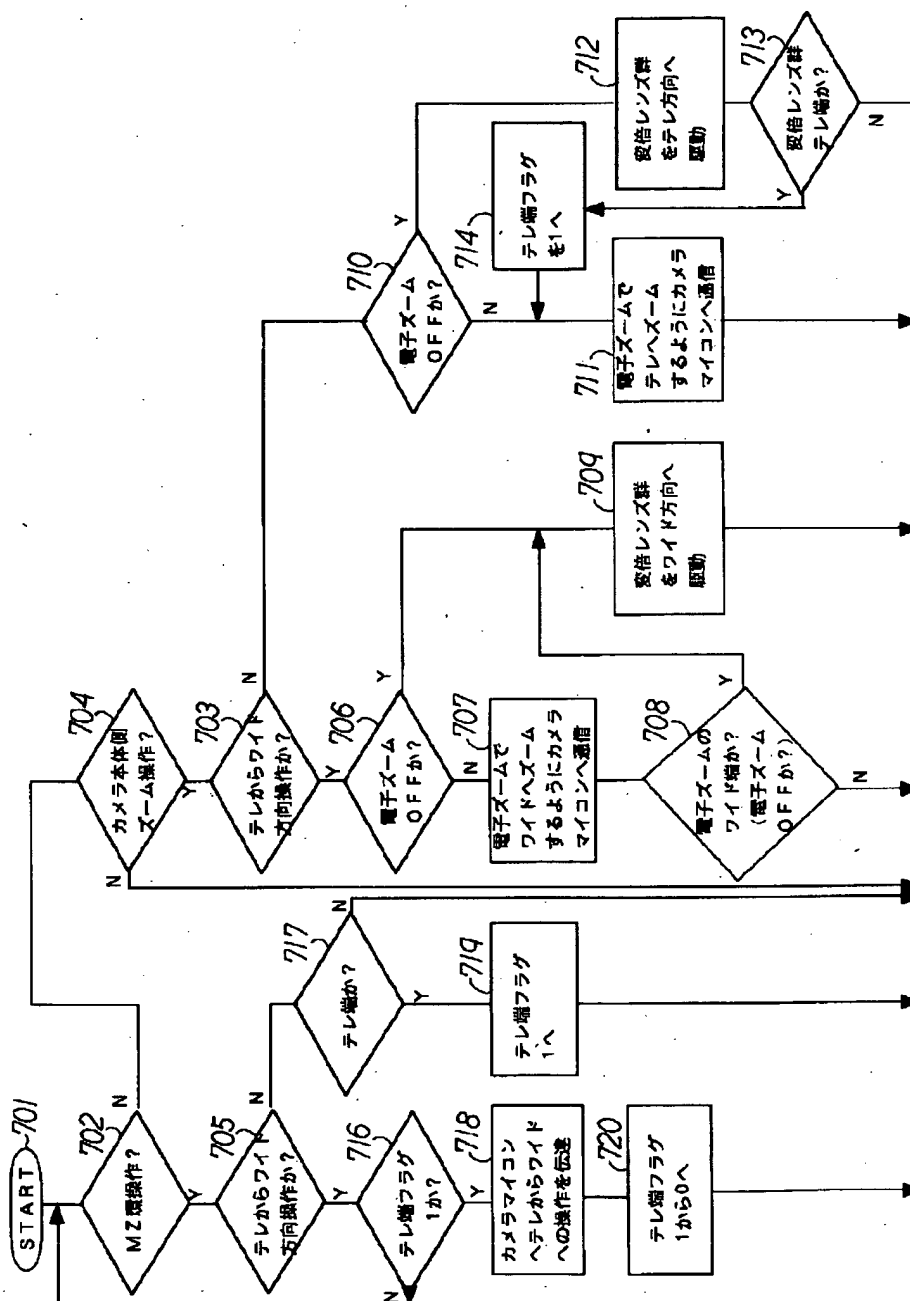 START
701
702
MZ環操作?
N
Y
704
カメラ本体側
ズーム操作?
N
Y
705
テレからワイド
方向操作か?
N
Y
703
テレからワイド
方向操作か?
N
Y
716
テレ端フラグ
1か?
N
Y
717
テレ端か?
N
Y
706
電子ズーム
OFFか?
Y
N
710
電子ズーム
OFFか?
Y
N
718
カメラマイコン
へテレからワイド
への操作を伝達
719
テレ端フラグ
1へ
707
電子ズームで
ワイドへズーム
するようにカメラ
マイコンへ通信
714
テレ端フラグ
を1へ
712
変倍レンズ群
をテレ方向へ
駆動
720
テレ端フラグ
1から0へ
708
電子ズームの
ワイド端か?
(電子ズーム
OFFか?)
Y
N
709
変倍レンズ群
をワイド方向へ
駆動
711
電子ズームで
テレへズーム
するようにカメラ
マイコンへ通信
713
変倍レンズ群
テレ端か?
Y
N